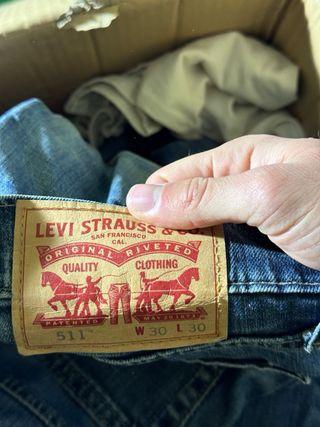 LEVI STRAUSS & CO
SAN FRANCISCO
CAL.
ORIGINAL RIVETED
QUALITY CLOTHING
PATENTED MAY 20 1873
511 W 30 L 30